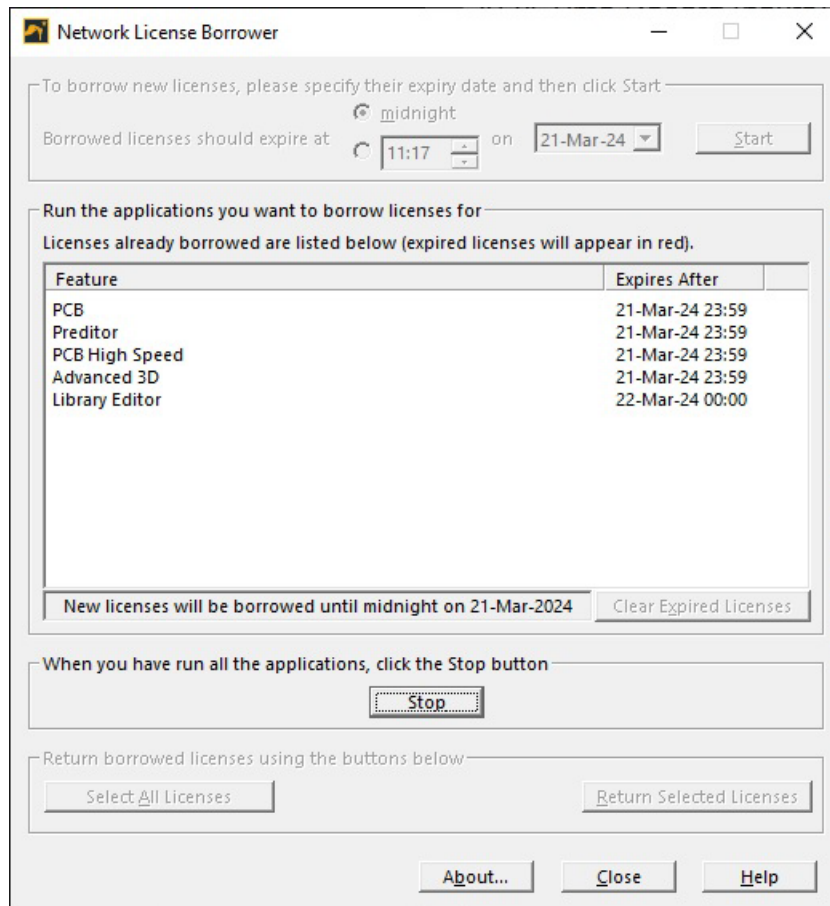 Network License Borrower
To borrow new licenses, please specify their expiry date and then click Start
midnight
Borrowed licenses should expire at
11:17
on
21-Mar-24
Start
Run the applications you want to borrow licenses for
Licenses already borrowed are listed below (expired licenses will appear in red).
Feature Expires After
PCB 21-Mar-24 23:59
Preditor 21-Mar-24 23:59
PCB High Speed 21-Mar-24 23:59
Advanced 3D 21-Mar-24 23:59
Library Editor 22-Mar-24 00:00
New licenses will be borrowed until midnight on 21-Mar-2024 Clear Expired Licenses
When you have run all the applications, click the Stop button
Stop
Return borrowed licenses using the buttons below
Select All Licenses Return Selected Licenses
About... Close Help